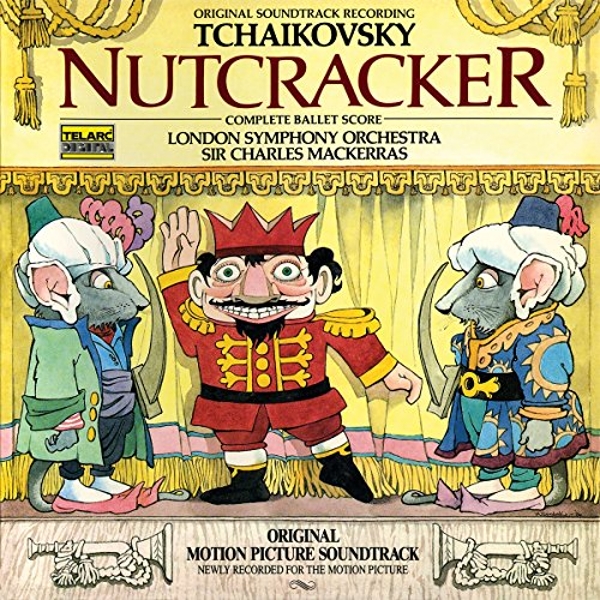 ORIGINAL SOUNDTRACK RECORDING
TCHAIKOVSKY
NUTCRACKER
COMPLETE BALLET SCORE
TELARC
DIGITAL
LONDON SYMPHONY ORCHESTRA
SIR CHARLES MACKERRAS
ORIGINAL
MOTION PICTURE SOUNDTRACK
NEWLY RECORDED FOR THE MOTION PICTURE